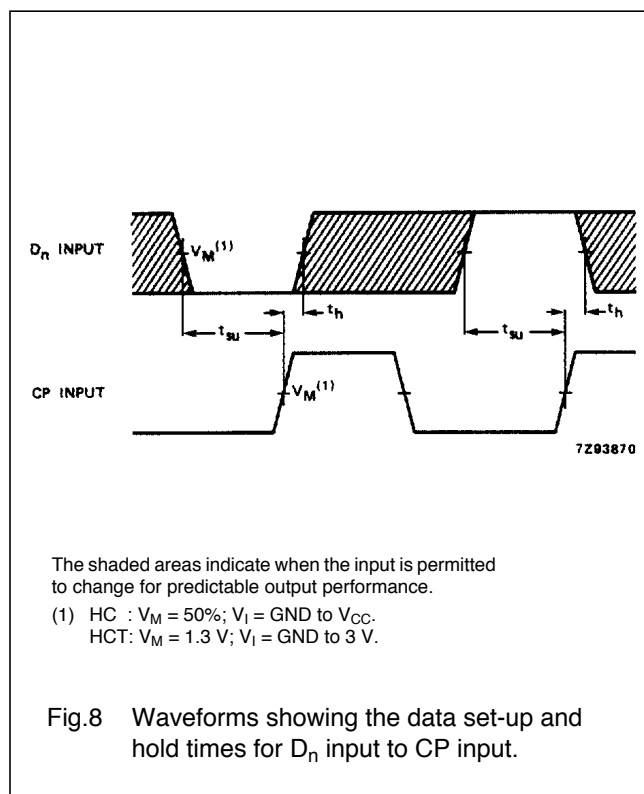 Dn INPUT
VM(1)
tsu
th
tsu
th
CP INPUT
VM(1)
7Z93870
The shaded areas indicate when the input is permitted
to change for predictable output performance.
(1) HC : VM = 50%; VI = GND to VCC.
HCT: VM = 1.3 V; VI = GND to 3 V.
Fig.8 Waveforms showing the data set-up and
hold times for Dn input to CP input.